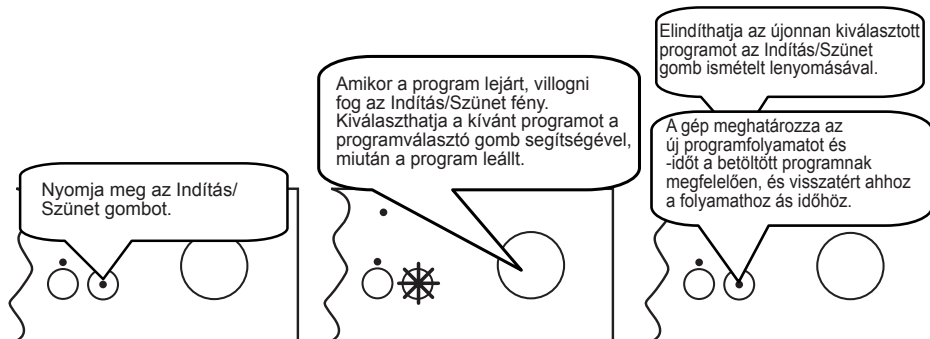 Nyomja meg az Indítás/
Szünet gombot.
Amikor a program lejárt, villogni
fog az Indítás/Szünet fény.
Kiválaszthatja a kívánt programot a
programválasztó gomb segítségével,
miután a program leállt.
Elindíthatja az újonnan kiválasztott
programot az Indítás/Szünet
gomb ismételt lenyomásával.
A gép meghatározza az
új programfolyamatot és
-időt a betöltött programnak
megfelelően, és visszatért ahhoz
a folyamathoz ás időhöz.